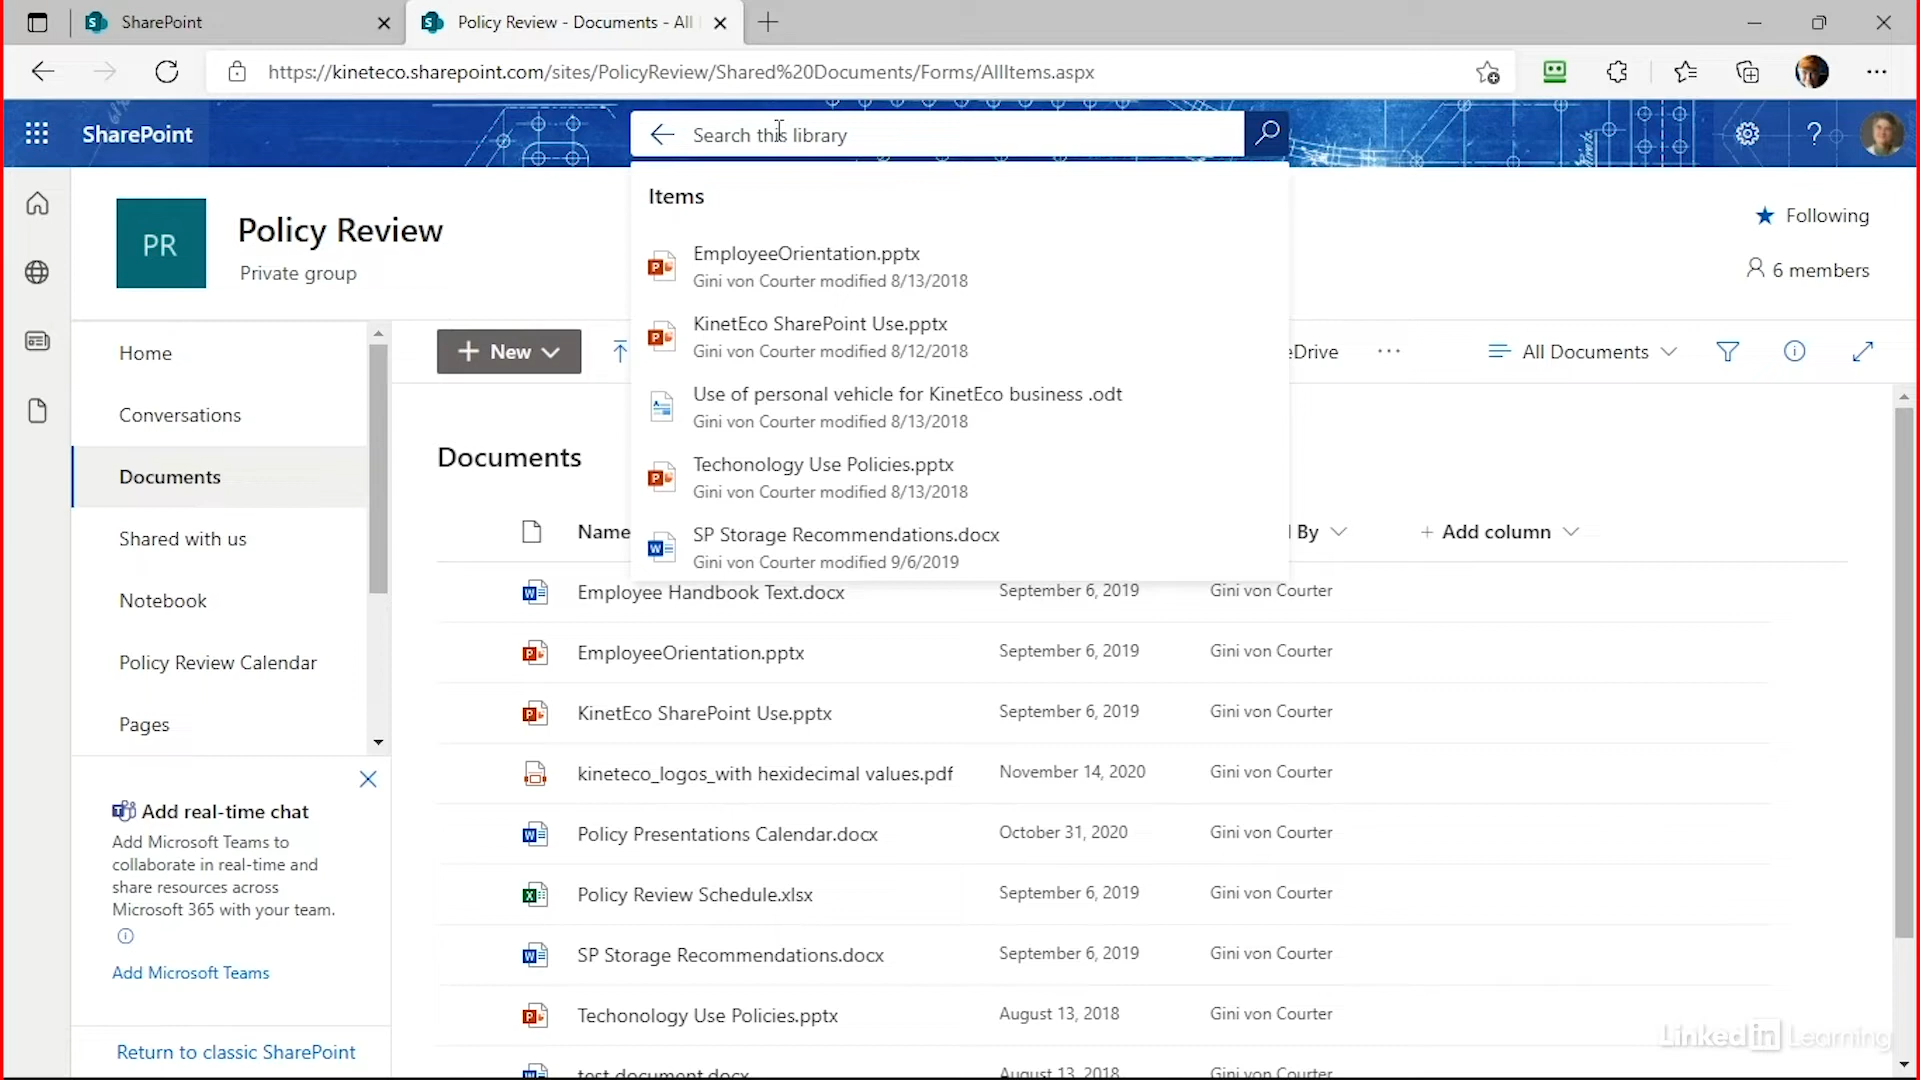 SharePoint
Policy Review - Documents - All
https://kineteco.sharepoint.com/sites/PolicyReview/Shared%20Documents/Forms/AllItems.aspx
SharePoint
Search this library
PR
Policy Review
Private group
Following
6 members
Items
EmployeeOrientation.pptx
Gini von Courter modified 8/13/2018
KinetEco SharePoint Use.pptx
Gini von Courter modified 8/12/2018
Use of personal vehicle for KinetEco business .odt
Gini von Courter modified 8/13/2018
Techonology Use Policies.pptx
Gini von Courter modified 8/13/2018
SP Storage Recommendations.docx
Gini von Courter modified 9/6/2019
Home
Conversations
Documents
Shared with us
Notebook
Policy Review Calendar
Pages
Add real-time chat
Add Microsoft Teams to
collaborate in real-time and
share resources across
Microsoft 365 with your team.
Add Microsoft Teams
Return to classic SharePoint
New
eDrive
All Documents
Documents
Name
By
Add column
Employee Handbook Text.docx September 6, 2019 Gini von Courter
EmployeeOrientation.pptx September 6, 2019 Gini von Courter
KinetEco SharePoint Use.pptx September 6, 2019 Gini von Courter
kineteco_logos_with hexidecimal values.pdf November 14, 2020 Gini von Courter
Policy Presentations Calendar.docx October 31, 2020 Gini von Courter
Policy Review Schedule.xlsx September 6, 2019 Gini von Courter
SP Storage Recommendations.docx September 6, 2019 Gini von Courter
Techonology Use Policies.pptx August 13, 2018 Gini von Courter
test document.docx August 13, 2018 Gini von Courter
LinkedIn Learning